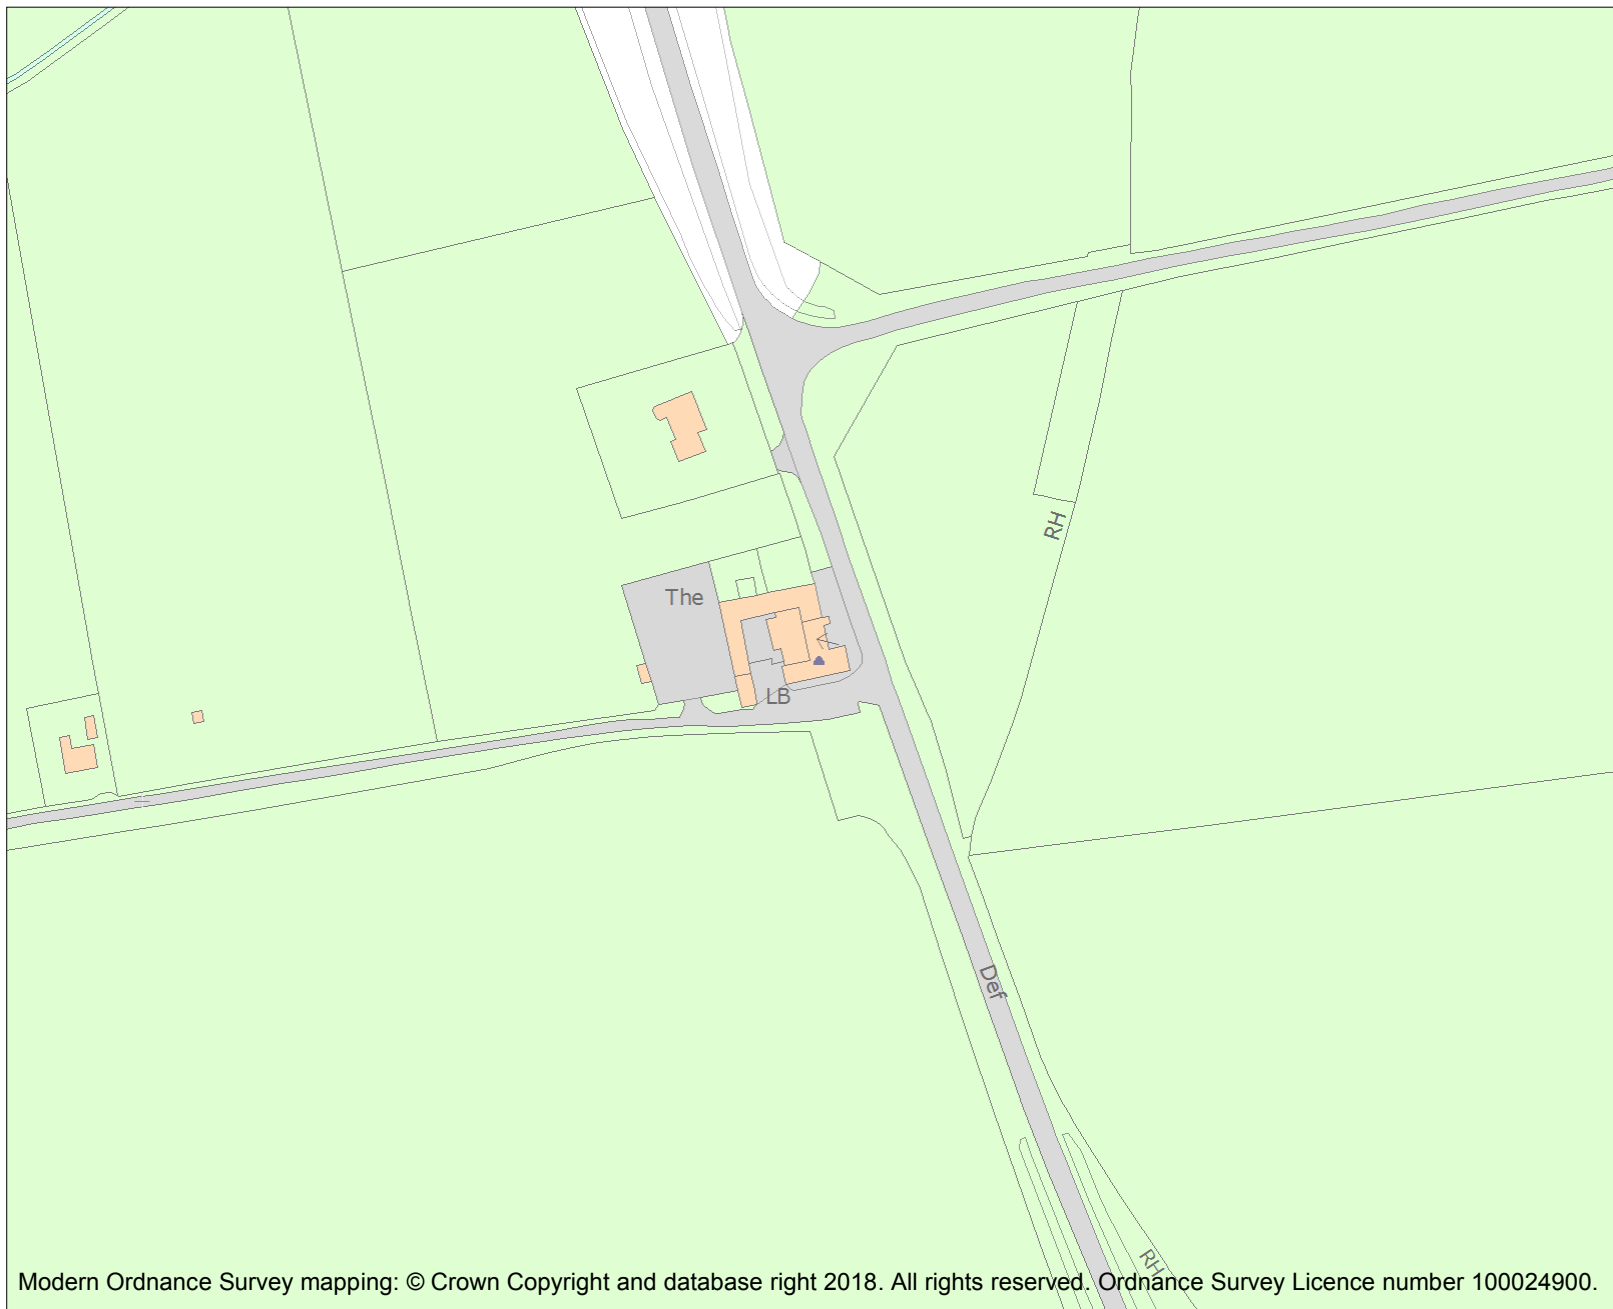 RH
The
LB
Def
RH
Modern Ordnance Survey mapping: © Crown Copyright and database right 2018. All rights reserved. Ordnance Survey Licence number 100024900.